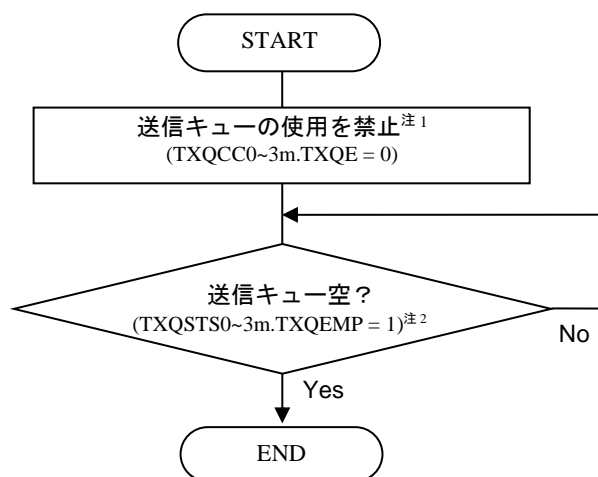 START
送信キューの使用を禁止注 1
(TXQCC0~3m.TXQE = 0)
送信キュー空？
(TXQSTS0~3m.TXQEMP = 1)注 2
No
Yes
END